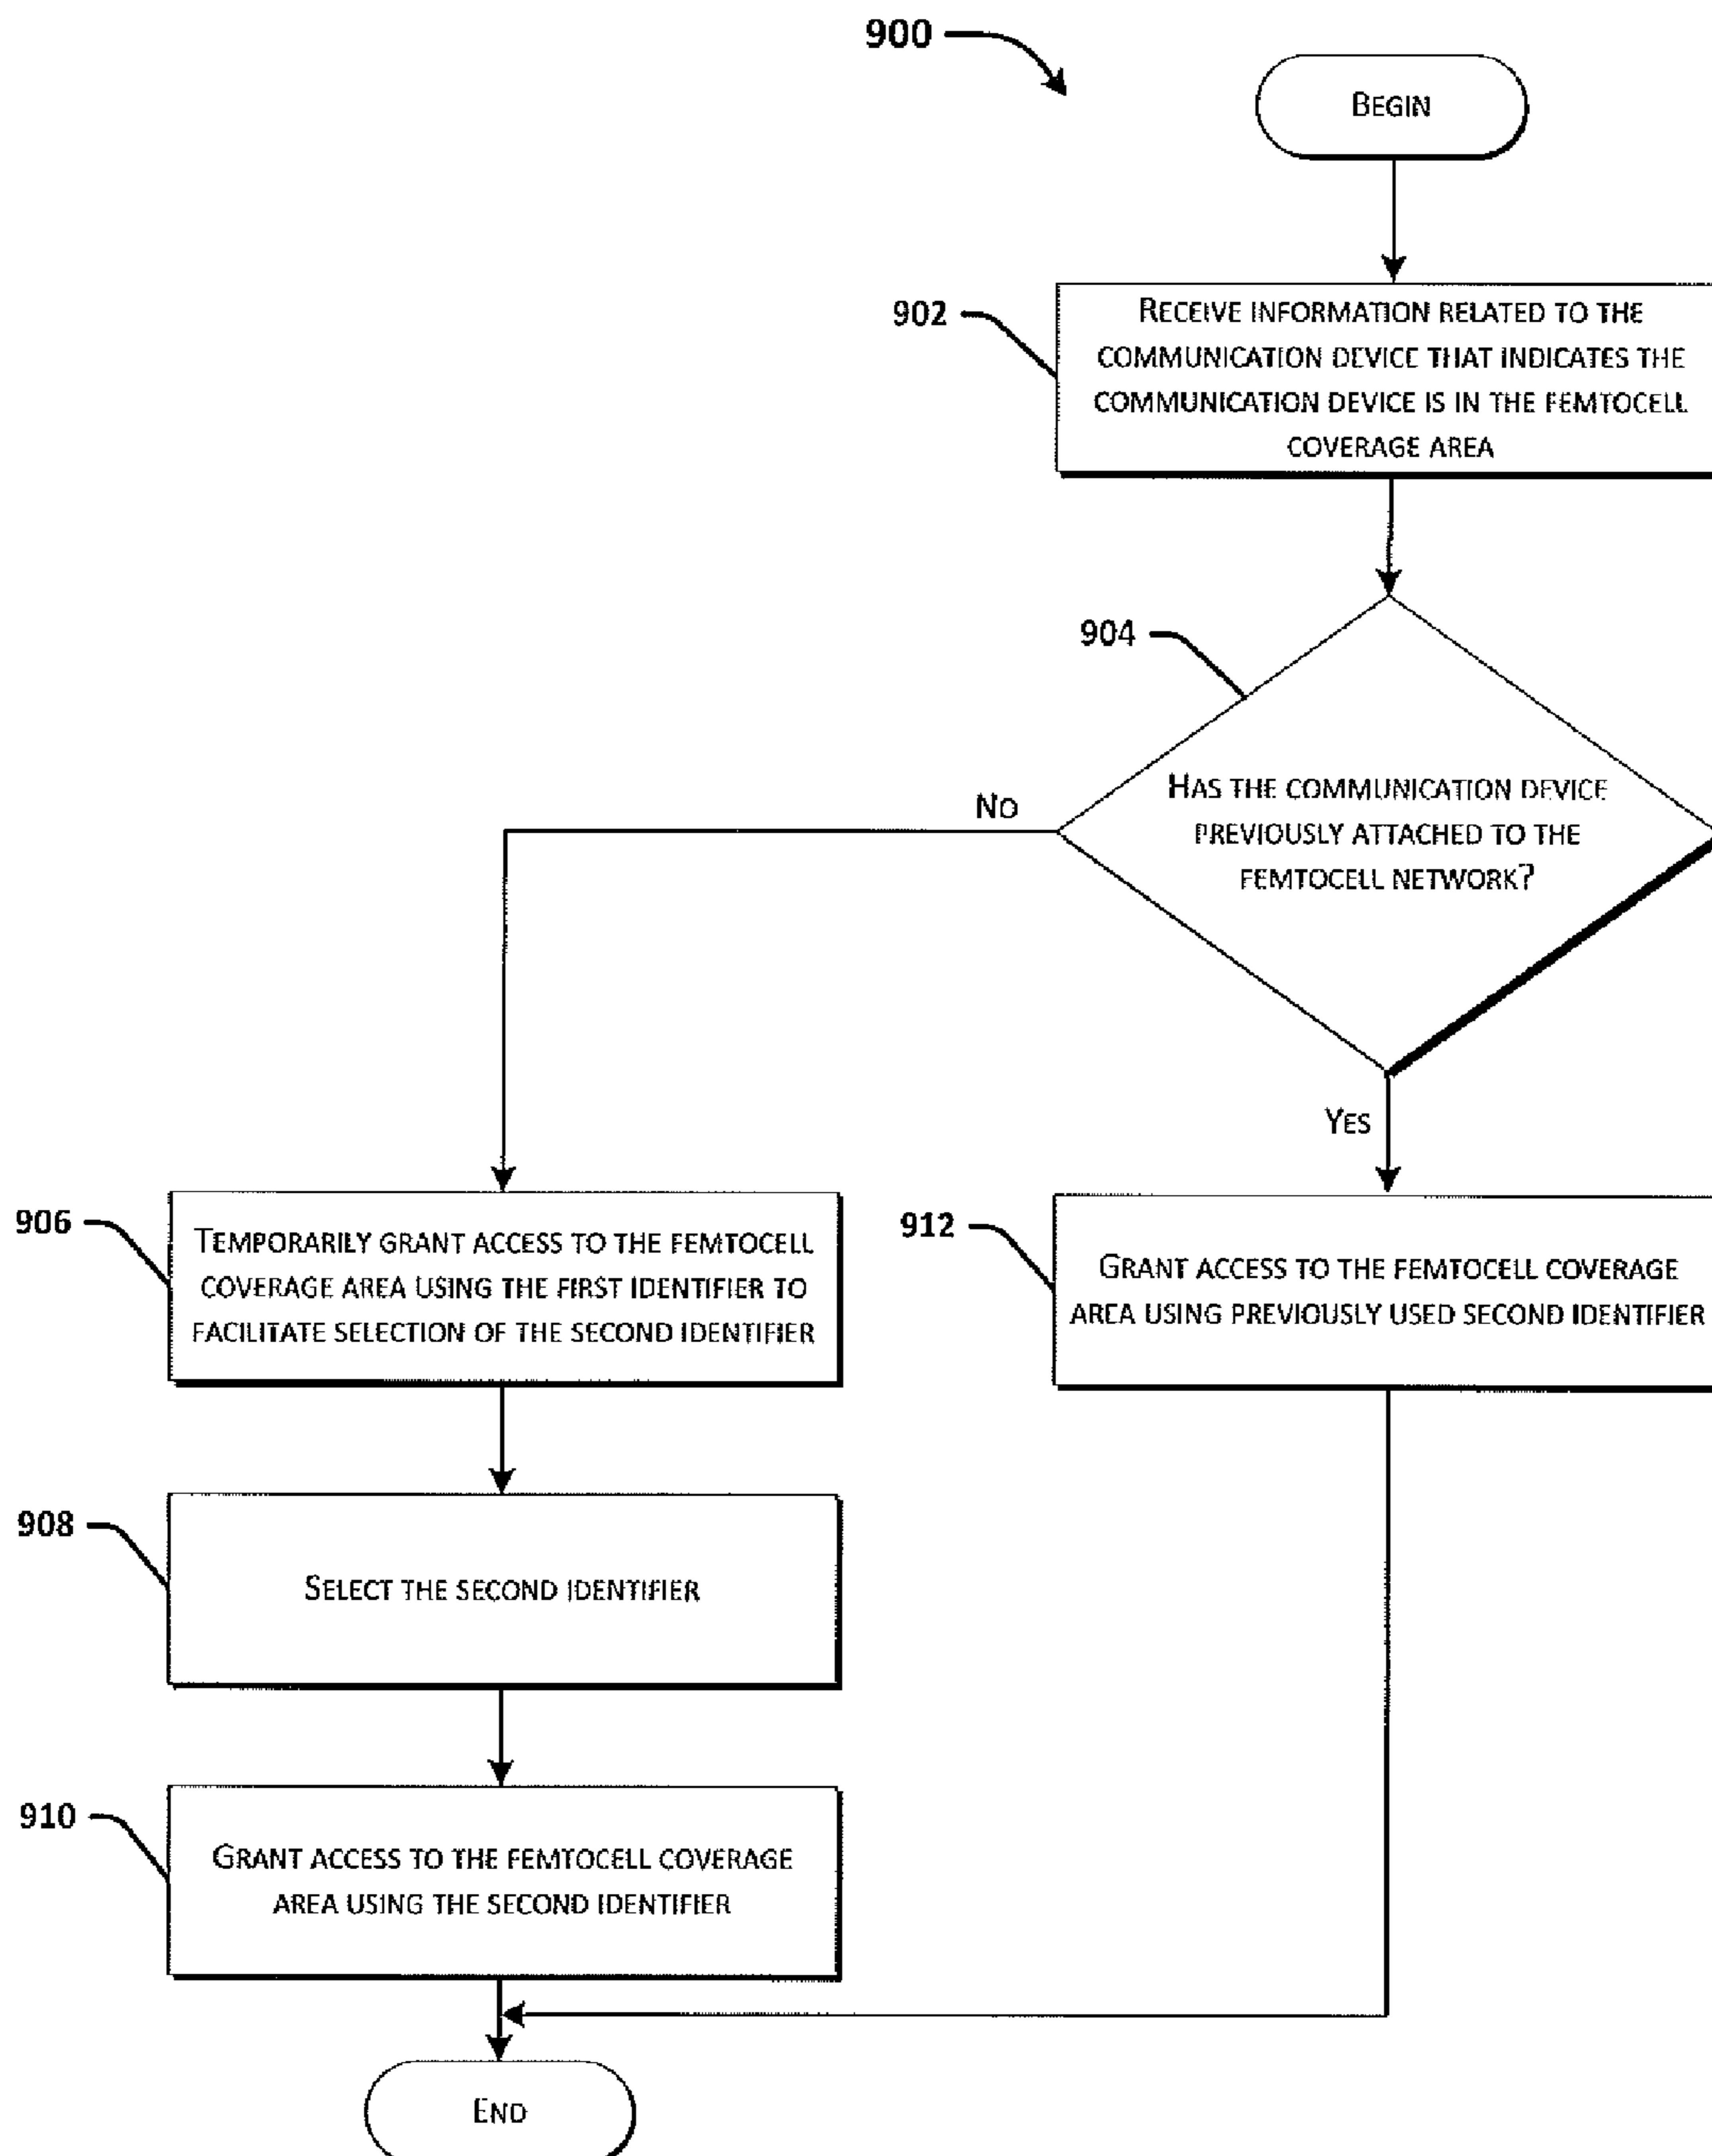 900
BEGIN
902
RECEIVE INFORMATION RELATED TO THE
COMMUNICATION DEVICE THAT INDICATES THE
COMMUNICATION DEVICE IS IN THE FEMTOCELL
COVERAGE AREA
904
HAS THE COMMUNICATION DEVICE
PREVIOUSLY ATTACHED TO THE
FEMTOCELL NETWORK?
NO
YES
906
TEMPORARILY GRANT ACCESS TO THE FEMTOCELL
COVERAGE AREA USING THE FIRST IDENTIFIER TO
FACILITATE SELECTION OF THE SECOND IDENTIFIER
912
GRANT ACCESS TO THE FEMTOCELL COVERAGE
AREA USING PREVIOUSLY USED SECOND IDENTIFIER
908
SELECT THE SECOND IDENTIFIER
910
GRANT ACCESS TO THE FEMTOCELL COVERAGE
AREA USING THE SECOND IDENTIFIER
END